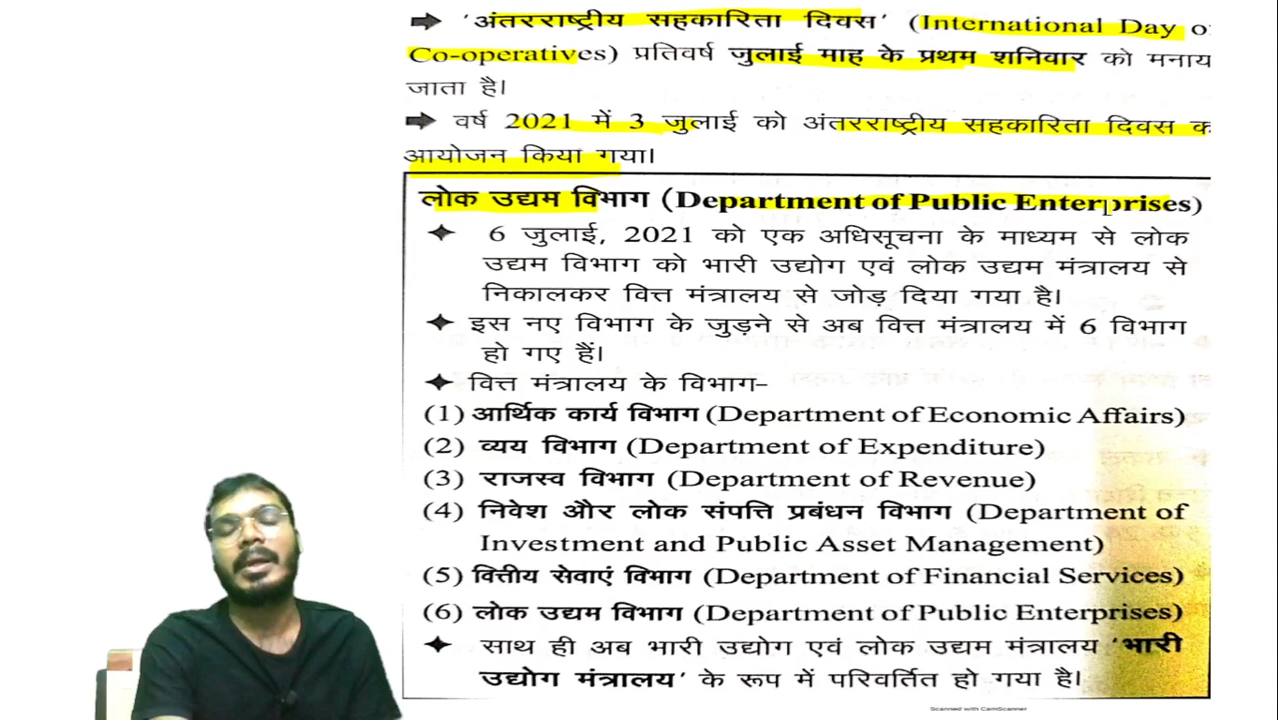 ➡ 'अंतरराष्ट्रीय सहकारिता दिवस' (International Day
Co-operatives) प्रतिवर्ष जुलाई माह के प्रथम शनिवार को
जाता है।
➡ वर्ष 2021 में 3 जुलाई को अंतरराष्ट्रीय सहकारिता दिवस
आयोजन किया गया।
लोक उद्यम विभाग (Department of Public Enterprises)
✦ 6 जुलाई, 2021 को एक अधिसूचना के माध्यम से लोक
उद्यम विभाग को भारी उद्योग एवं लोक उद्यम मंत्रालय से
निकालकर वित्त मंत्रालय से जोड़ दिया गया है।
✦ इस नए विभाग के जुड़ने से अब वित्त मंत्रालय में 6 विभाग
हो गए हैं।
✦ वित्त मंत्रालय के विभाग–
(1) आर्थिक कार्य विभाग (Department of Economic Affairs)
(2) व्यय विभाग (Department of Expenditure)
(3) राजस्व विभाग (Department of Revenue)
(4) निवेश और लोक संपत्ति प्रबंधन विभाग (Department of
Investment and Public Asset Management)
(5) वित्तीय सेवाएं विभाग (Department of Financial Services)
(6) लोक उद्यम विभाग (Department of Public Enterprises)
✦ साथ ही अब भारी उद्योग एवं लोक उद्यम मंत्रालय 'भारी
उद्योग मंत्रालय' के रूप में परिवर्तित हो गया है।
Scanned with CamScanner